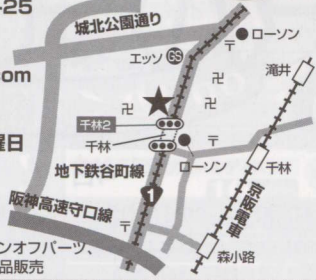 -25
城北公園通り
ローソン
エッソ GS
滝井
com
千林2
千林
曜日
ローソン
千林
地下鉄谷町線
阪神高速守口線
1
京阪電車
森小路
ンオフパーツ、
品販売